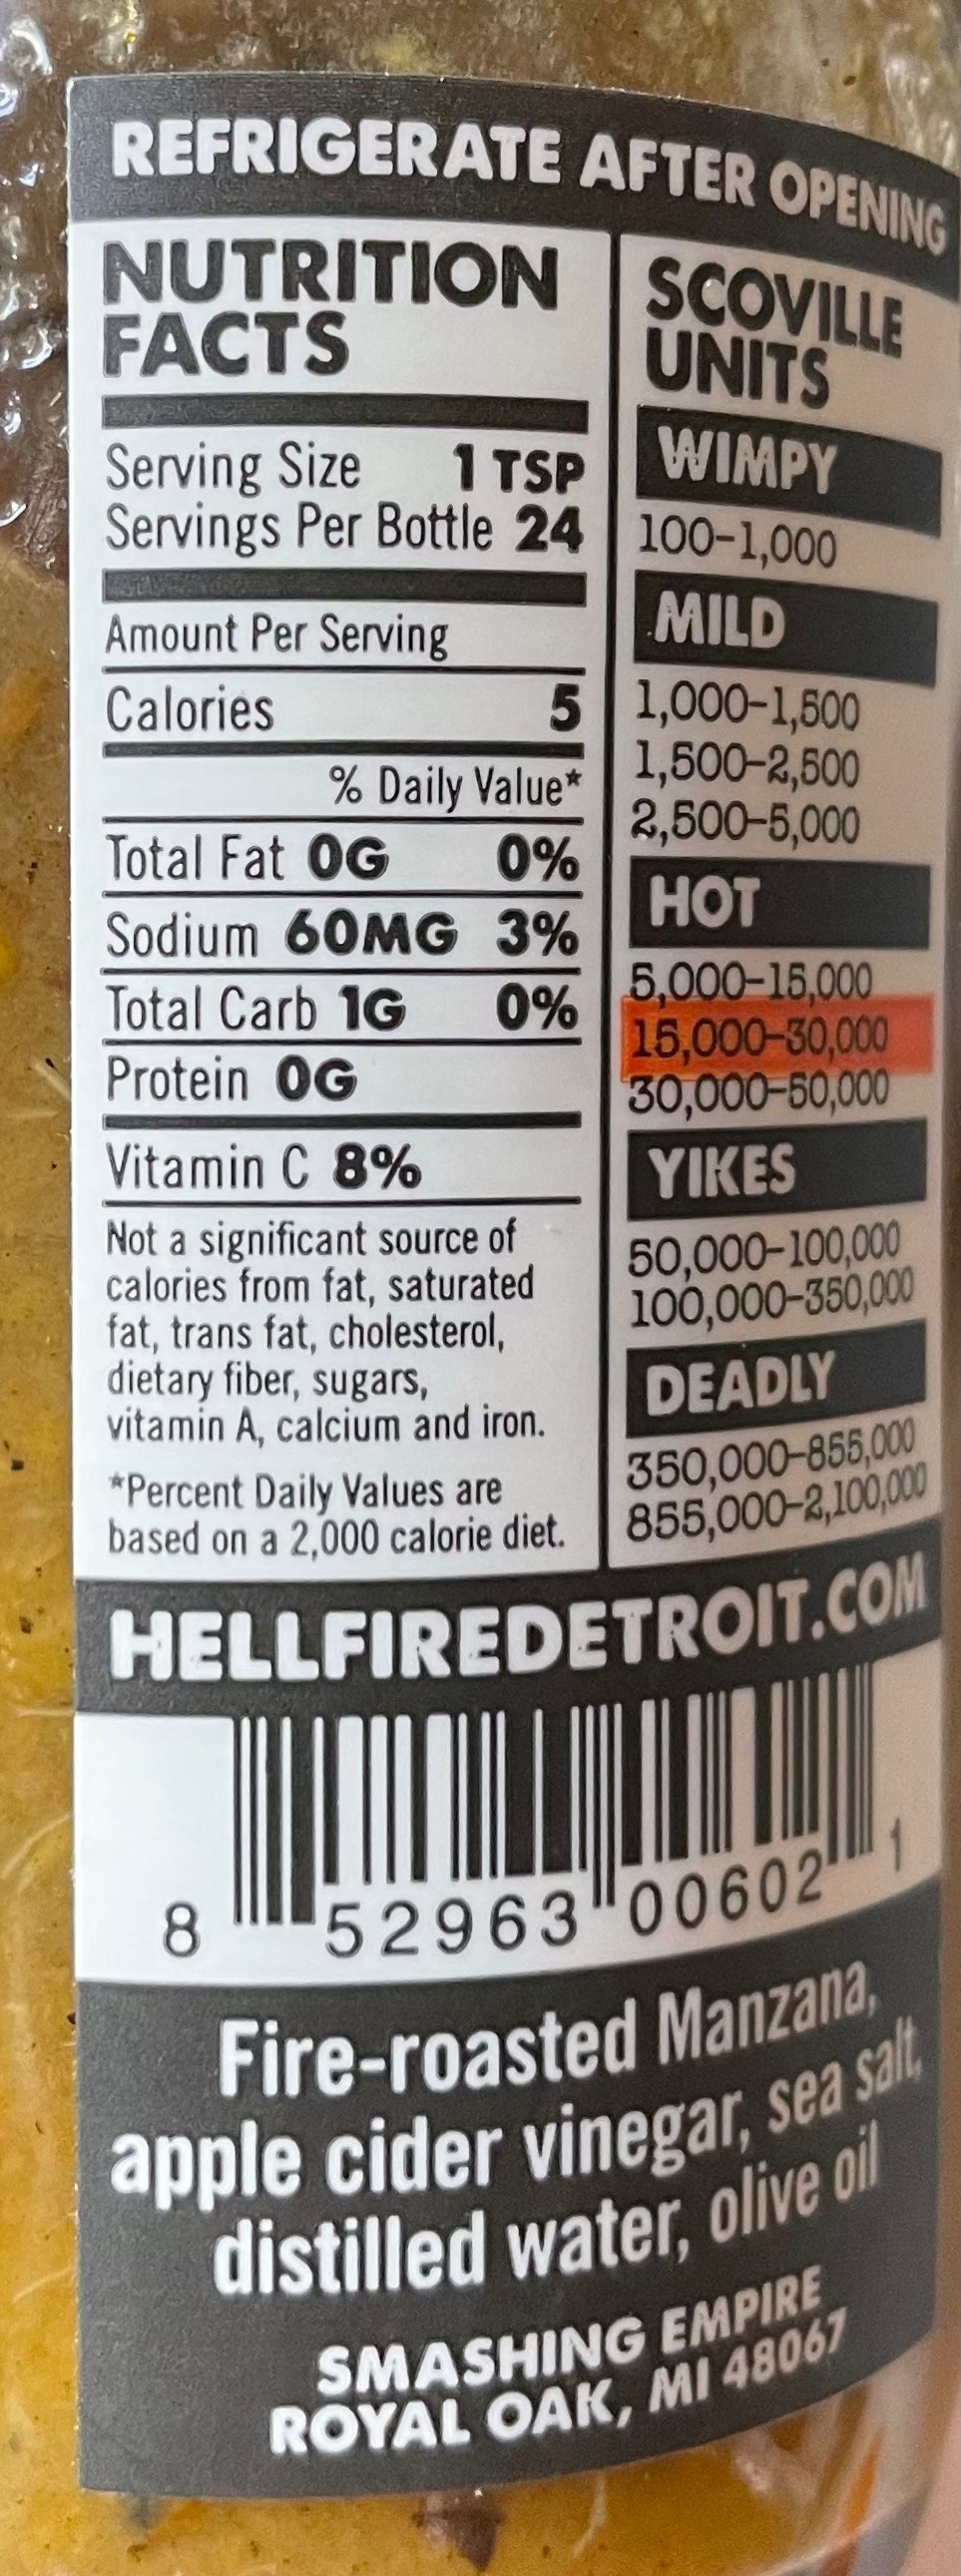 REFRIGERATE AFTER OPENING
NUTRITION
FACTS
Serving Size 1 TSP
Servings Per Bottle 24
Amount Per Serving
Calories 5
% Daily Value*
Total Fat 0G 0%
Sodium 60MG 3%
Total Carb 1G 0%
Protein 0G
Vitamin C 8%
Not a significant source of
calories from fat, saturated
fat, trans fat, cholesterol,
dietary fiber, sugars,
vitamin A, calcium and iron.
*Percent Daily Values are
based on a 2,000 calorie diet.
SCOVILLE
UNITS
WIMPY
100-1,000
MILD
1,000-1,500
1,500-2,500
2,500-5,000
HOT
5,000-15,000
15,000-30,000
30,000-50,000
YIKES
50,000-100,000
100,000-350,000
DEADLY
350,000-855,000
855,000-2,100,000
HELLFIREDETROIT.COM
8 52963 00602 1
Fire-roasted Manzana,
apple cider vinegar, sea salt,
distilled water, olive oil
SMASHING EMPIRE
ROYAL OAK, MI 48067